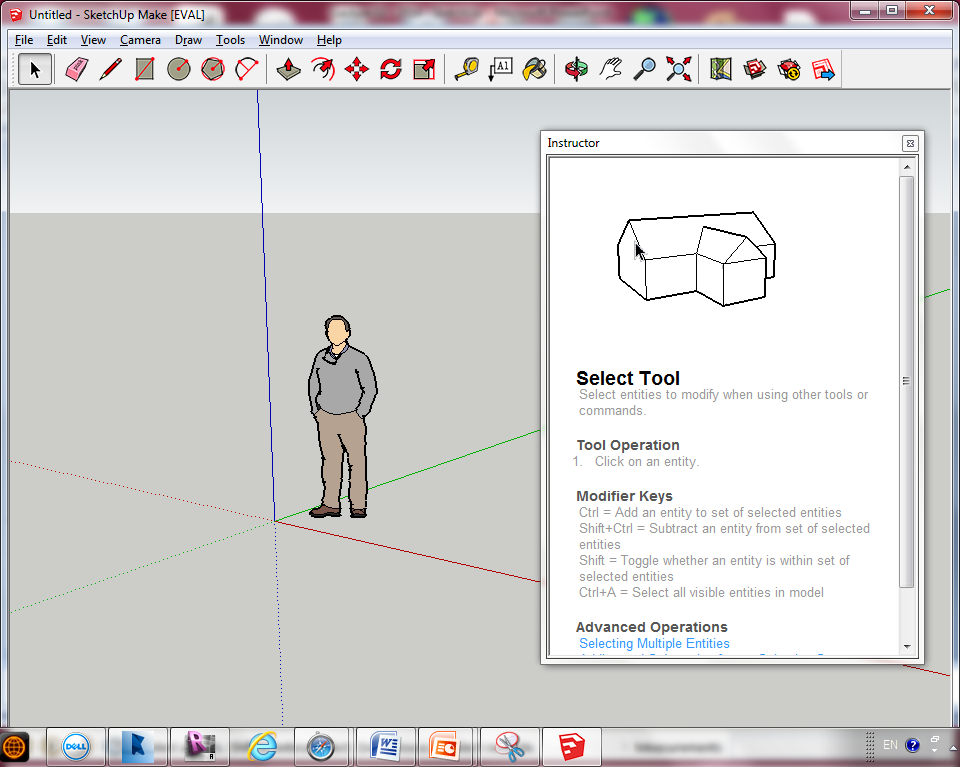 Untitled - SketchUp Make [EVAL]
File Edit View Camera Draw Tools Window Help
A1
Instructor
Select Tool
Select entities to modify when using other tools or
commands.
Tool Operation
1. Click on an entity.
Modifier Keys
Ctrl = Add an entity to set of selected entities
Shift+Ctrl = Subtract an entity from set of selected
entities
Shift = Toggle whether an entity is within set of
selected entities
Ctrl+A = Select all visible entities in model
Advanced Operations
Selecting Multiple Entities
DELL
EN